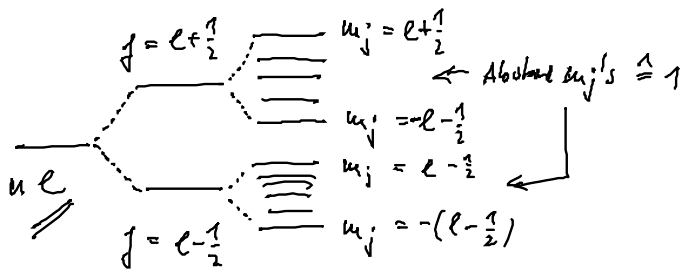 j = l + 1/2
m_j = l + 1/2
← Abstand m_j's ≙ 1
m_j = -l - 1/2
n l
m_j = l - 1/2
m_j = -(l - 1/2)
j = l - 1/2